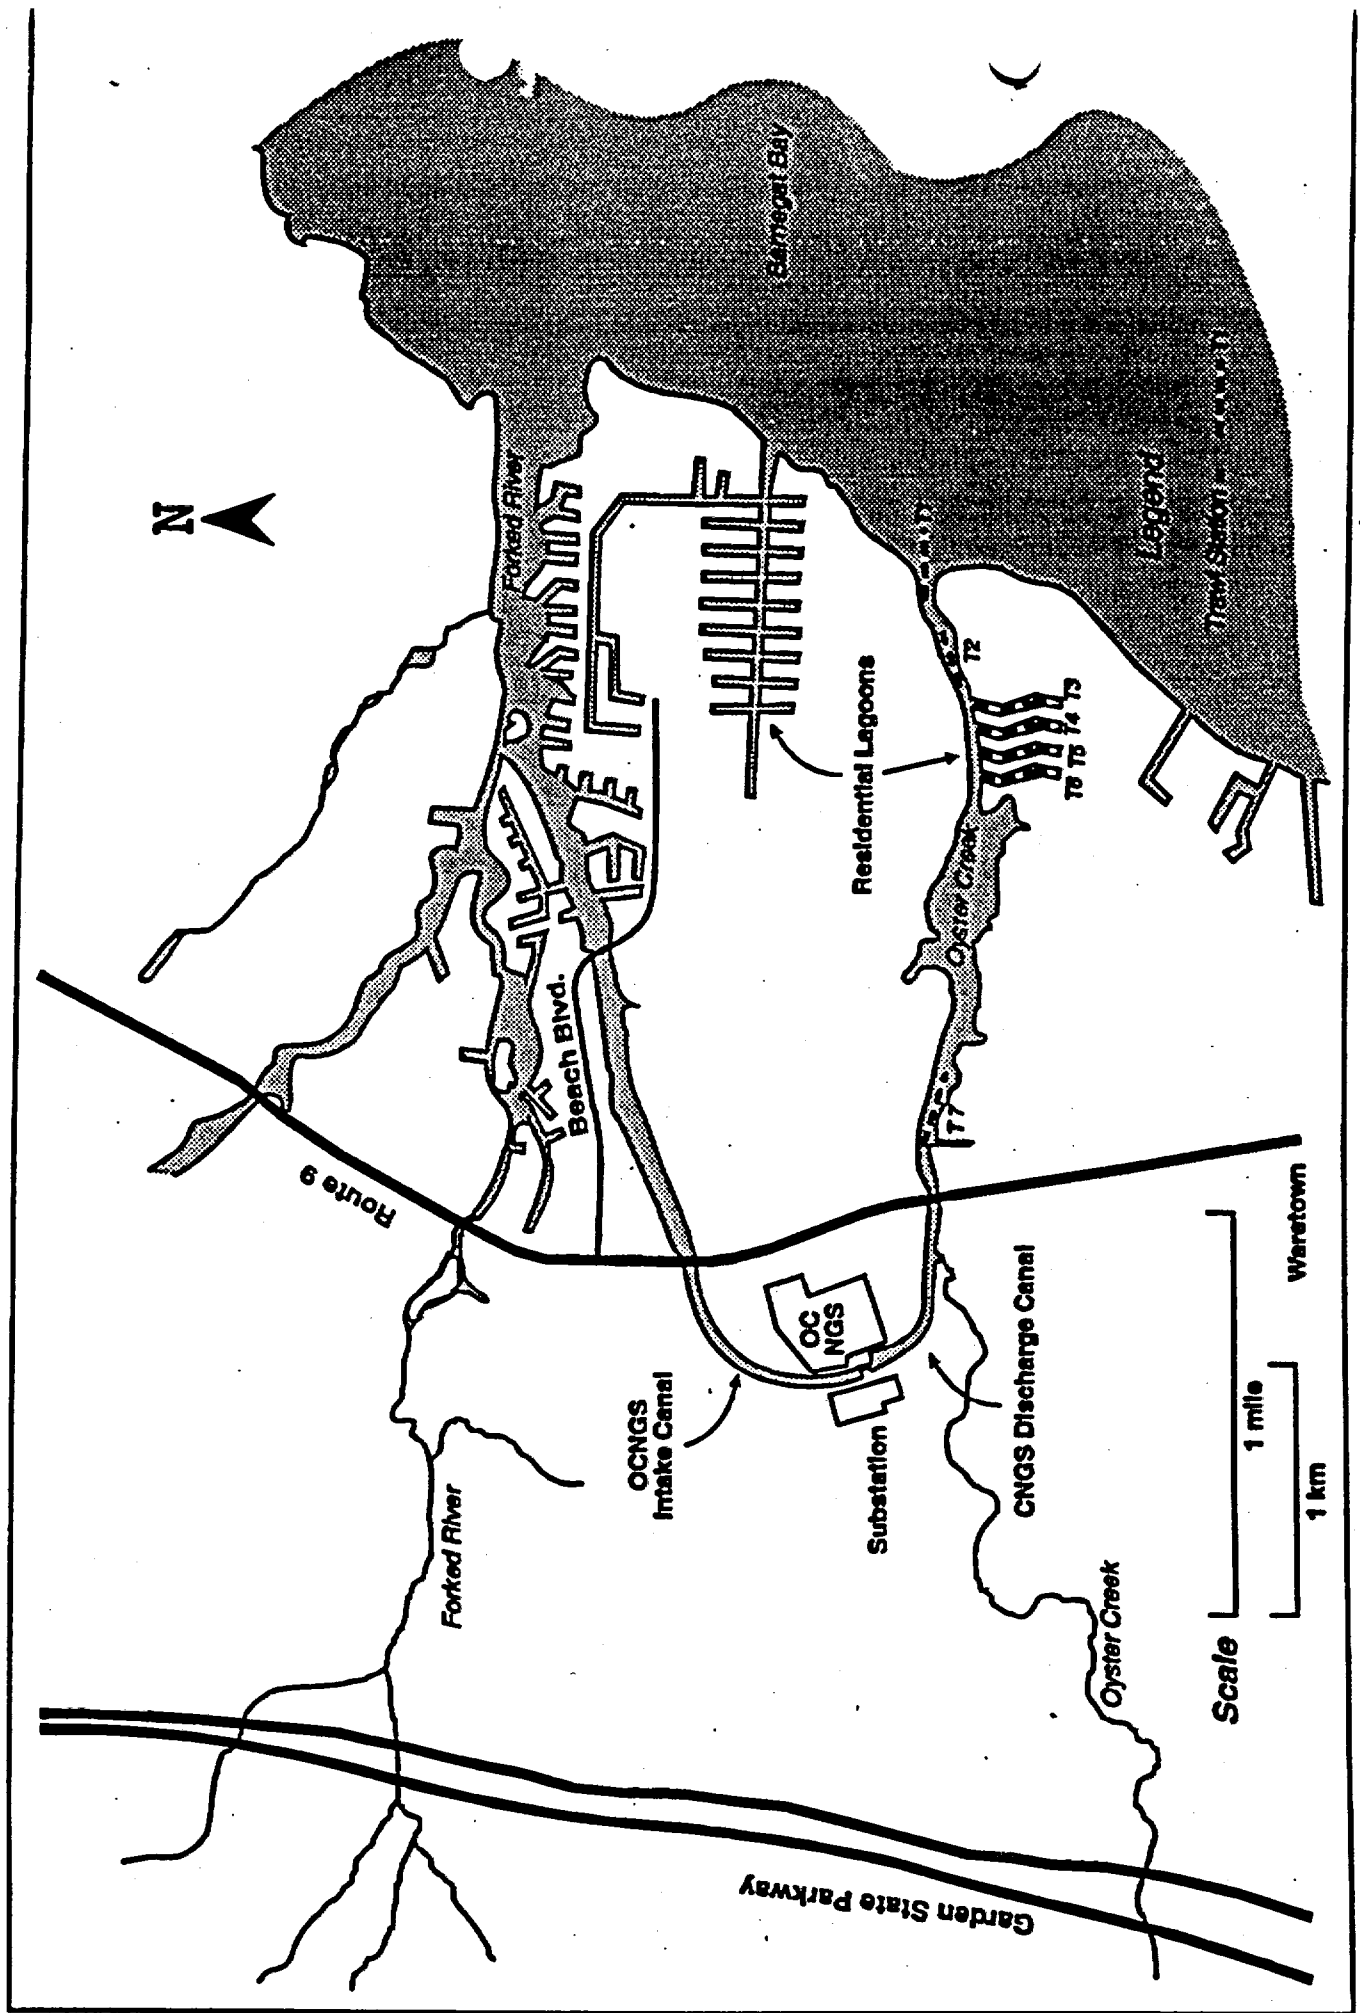 N
Forked River
Barnegat Bay
Route 9
Beach Blvd.
Forked River
OCNGS
Intake Canal
OC
NGS
Substation
Residential Lagoons
T1
T2
T3
T4
T5
T6
Oyster Creek
T7
CNGS Discharge Canal
Garden State Parkway
Oyster Creek
Waretown
Legend
Trawl Station
T1
Scale
1 mile
1 km